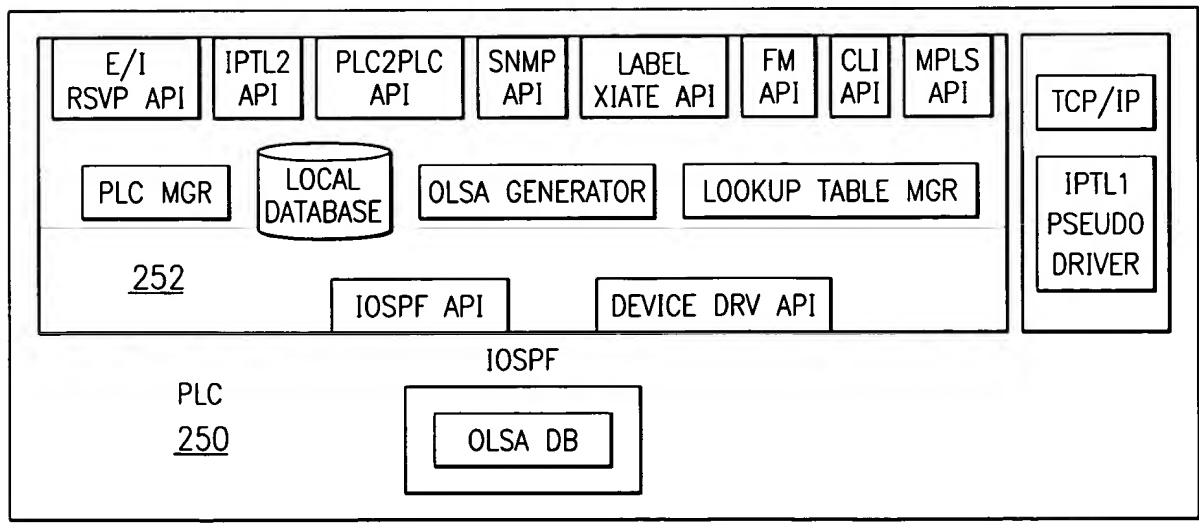 E/I
RSVP API
IPTL2
API
PLC2PLC
API
SNMP
API
LABEL
XIATE API
FM
API
CLI
API
MPLS
API
TCP/IP
PLC MGR
LOCAL
DATABASE
OLSA GENERATOR
LOOKUP TABLE MGR
IPTL1
PSEUDO
DRIVER
252
IOSPF API
DEVICE DRV API
IOSPF
PLC
250
OLSA DB